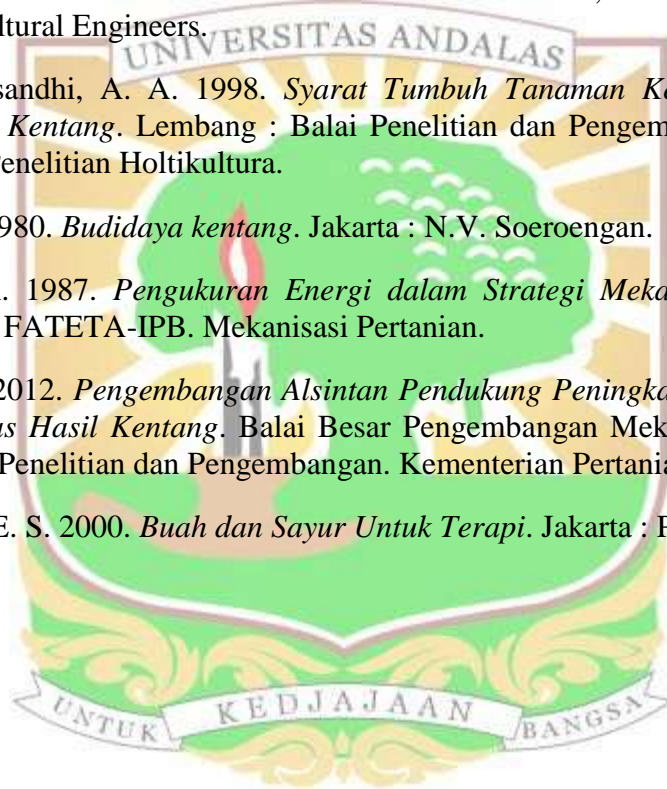 ltural Engineers.
UNIVERSITAS ANDALAS
sandhi, A. A. 1998. Syarat Tumbuh Tanaman Ke
Kentang. Lembang : Balai Penelitian dan Pengem
Penelitian Holtikultura.
980. Budidaya kentang. Jakarta : N.V. Soeroengan.
. 1987. Pengukuran Energi dalam Strategi Meka
FATETA-IPB. Mekanisasi Pertanian.
2012. Pengembangan Alsintan Pendukung Peningka
us Hasil Kentang. Balai Besar Pengembangan Mek
Penelitian dan Pengembangan. Kementerian Pertania
E. S. 2000. Buah dan Sayur Untuk Terapi. Jakarta : P
UNTUK KEDJAJAAN BANGSA